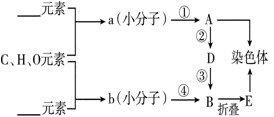 ___元素 a(小分子) ① A
②
D 染色体
C、H、O元素
③
b(小分子) ④ B 折叠 E
___元素